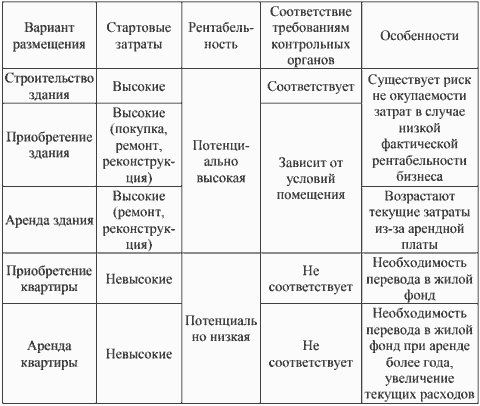 Вариант размещения
Стартовые затраты
Рентабель-
ность
Соответствие
требованиям
контрольных
органов
Особенности
Строительство
здания
Высокие
Потенци-
ально
высокая
Соответствует
Существует риск
не окупаемости
затрат в случае
низкой
фактической
рентабельности
бизнеса
Приобретение
здания
Высокие
(покупка,
ремонт,
реконструк-
ция)
Зависит от
условий
помещения
Аренда здания
Высокие
(ремонт,
реконструк-
ция)
Возрастают
текущие затраты
из-за арендной
платы
Приобретение
квартиры
Невысокие
Потенциаль
но низкая
Не
соответствует
Необходимость
перевода в жилой
фонд
Аренда
квартиры
Невысокие
Не
соответствует
Необходимость
перевода в жилой
фонд при аренде
более года,
увеличение
текущих расходов